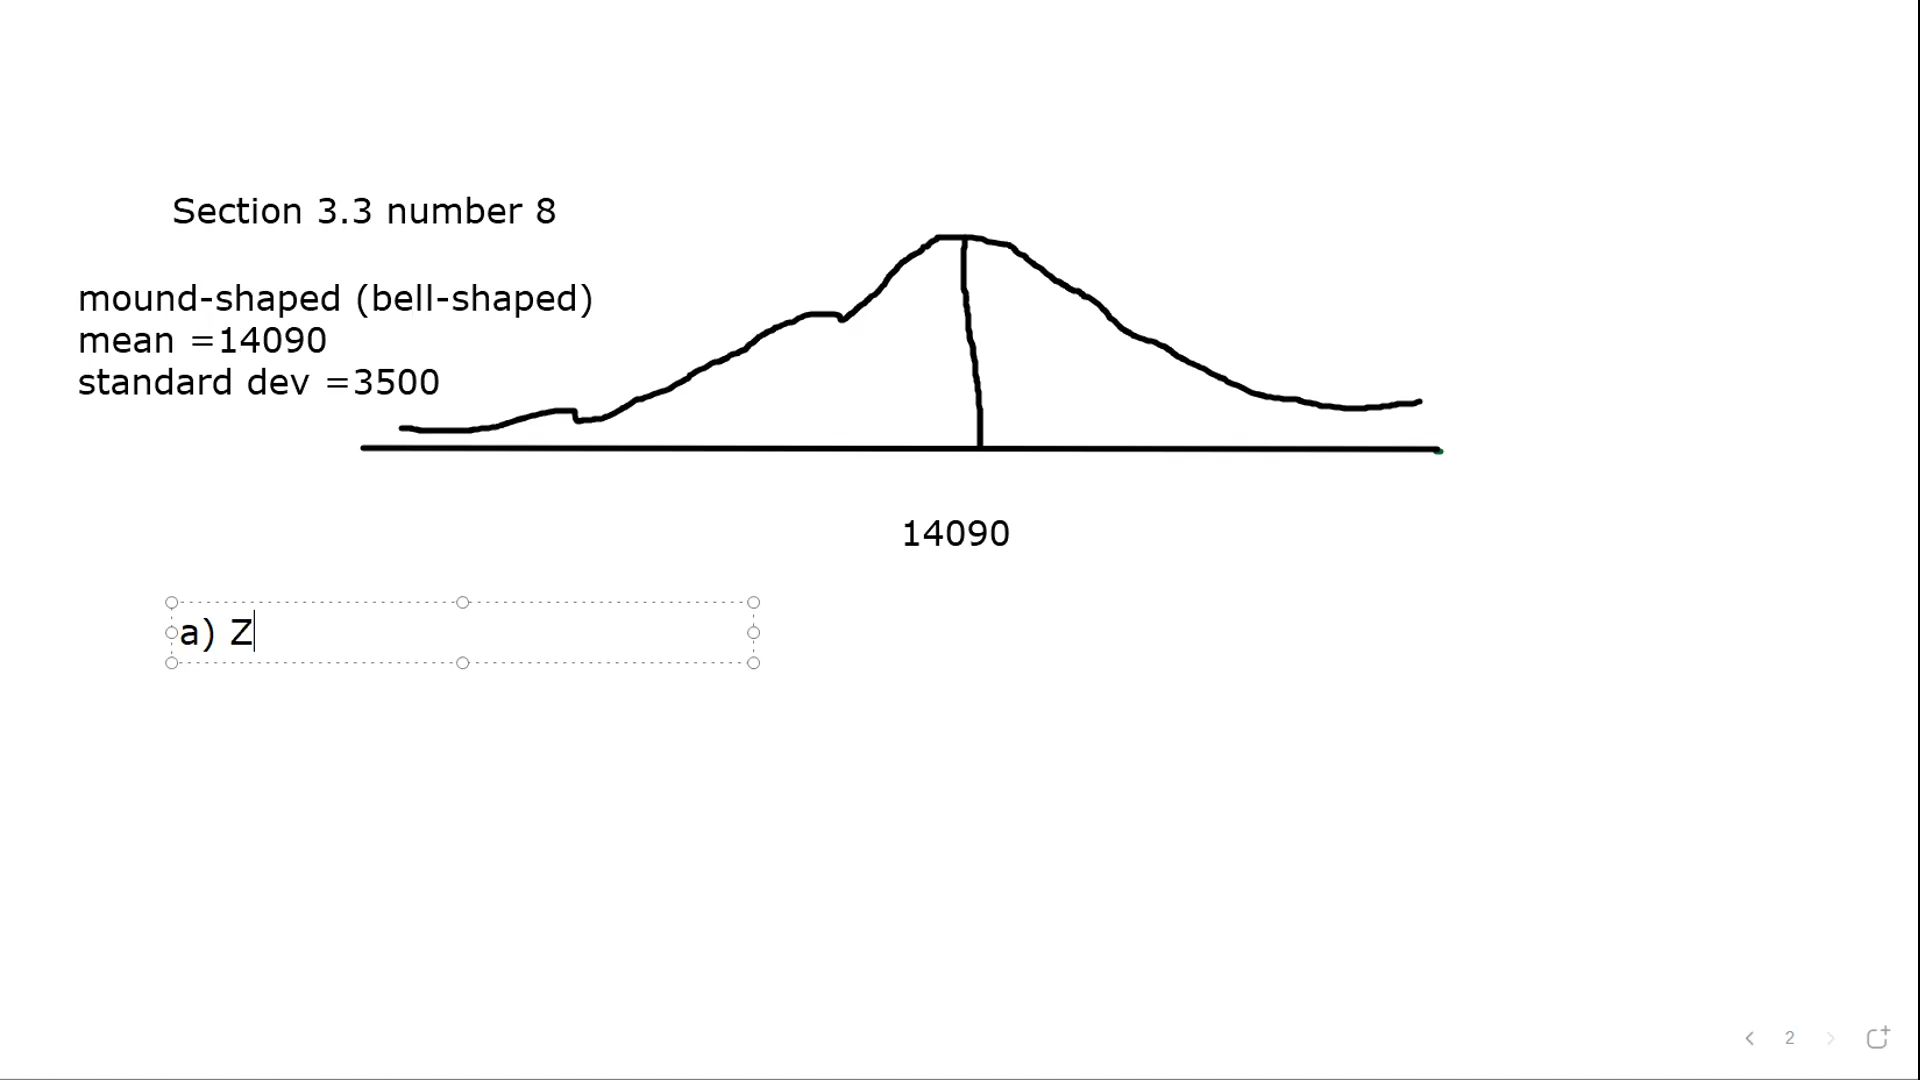 Section 3.3 number 8
mound-shaped (bell-shaped)
mean =14090
standard dev =3500
14090
a) Z
2